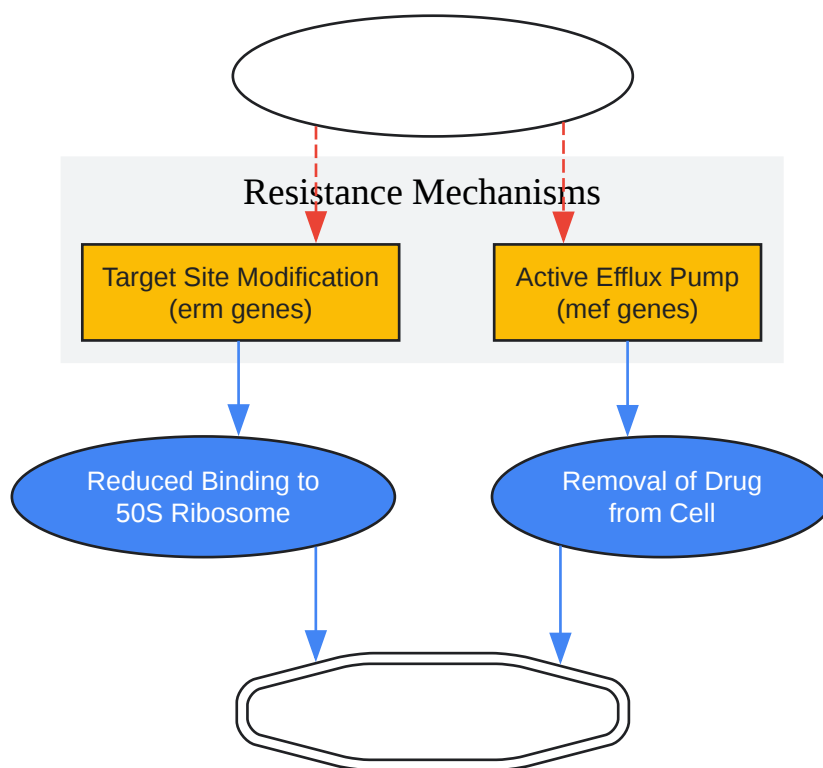 Resistance Mechanisms
Target Site Modification
(erm genes)
Active Efflux Pump
(mef genes)
Reduced Binding to
50S Ribosome
Removal of Drug
from Cell